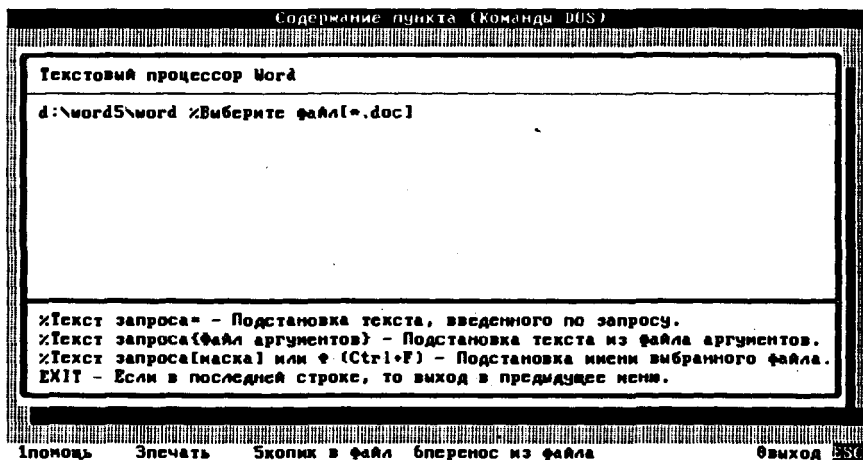 Содержание пункта (Команды DOS)
Текстовый процессор Word
d:\word5\word %Выберите файл[*.doc]
%Текст запроса* - Подстановка текста, введенного по запросу.
%Текст запроса{Файл аргументов} - Подстановка текста из файла аргументов.
%Текст запроса[маска] или ♣ (Ctrl+F) - Подстановка имени выбранного файла.
EXIT - Если в последней строке, то выход в предыдущее меню.
1помощь 3печать 5копия в файл 6перенос из файла 0выход ESC